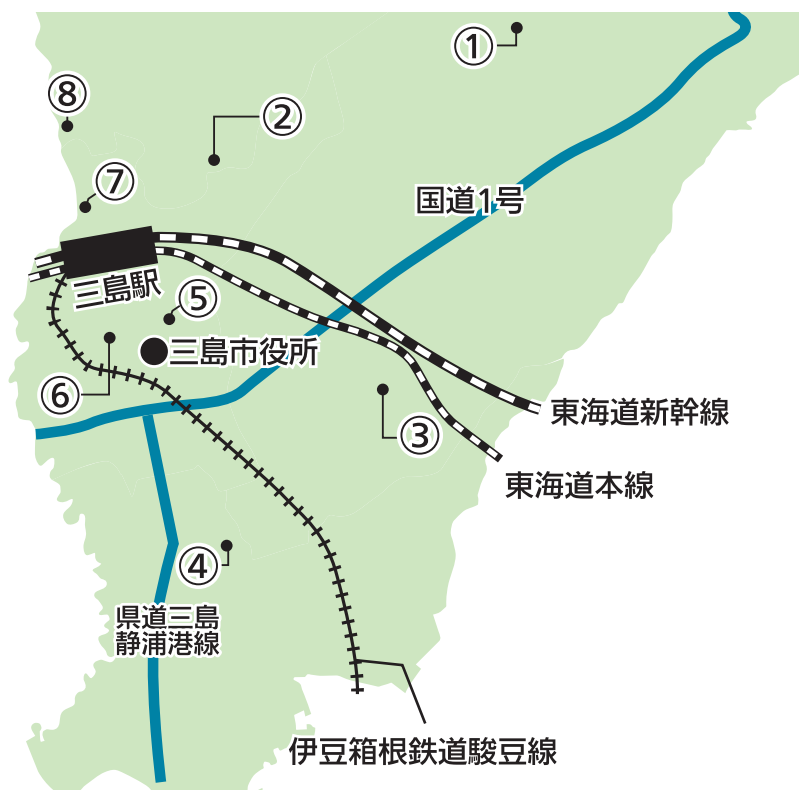 ①
⑧
②
⑦
国道1号
三島駅
⑤
三島市役所
⑥
東海道新幹線
③
東海道本線
④
県道三島
静浦港線
伊豆箱根鉄道駿豆線